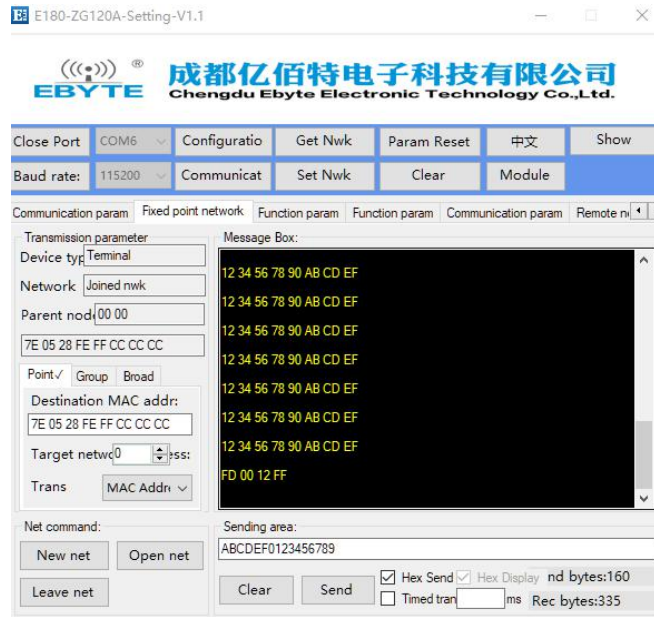 E180-ZG120A-Setting-V1.1
EBYTE ®
成都亿佰特电子科技有限公司
Chengdu Ebyte Electronic Technology Co.,Ltd.
Close Port COM6 Configuratio Get Nwk Param Reset 中文 Show
Baud rate: 115200 Communicat Set Nwk Clear Module
Communication param Fixed point network Function param Function param Communication param Remote n
Transmission parameter
Device typ Terminal
Network Joined nwk
Parent nod 00 00
7E 05 28 FE FF CC CC CC
Point✓ Group Broad
Destination MAC addr:
7E 05 28 FE FF CC CC CC
Target netwo 0 ess:
Trans MAC Addr
Message Box:
12 34 56 78 90 AB CD EF
12 34 56 78 90 AB CD EF
12 34 56 78 90 AB CD EF
12 34 56 78 90 AB CD EF
12 34 56 78 90 AB CD EF
12 34 56 78 90 AB CD EF
12 34 56 78 90 AB CD EF
FD 00 12 FF
Net command:
New net Open net
Leave net
Sending area:
ABCDEF0123456789
Clear Send
Hex Send Hex Display nd bytes:160
Timed tran ms Rec bytes:335